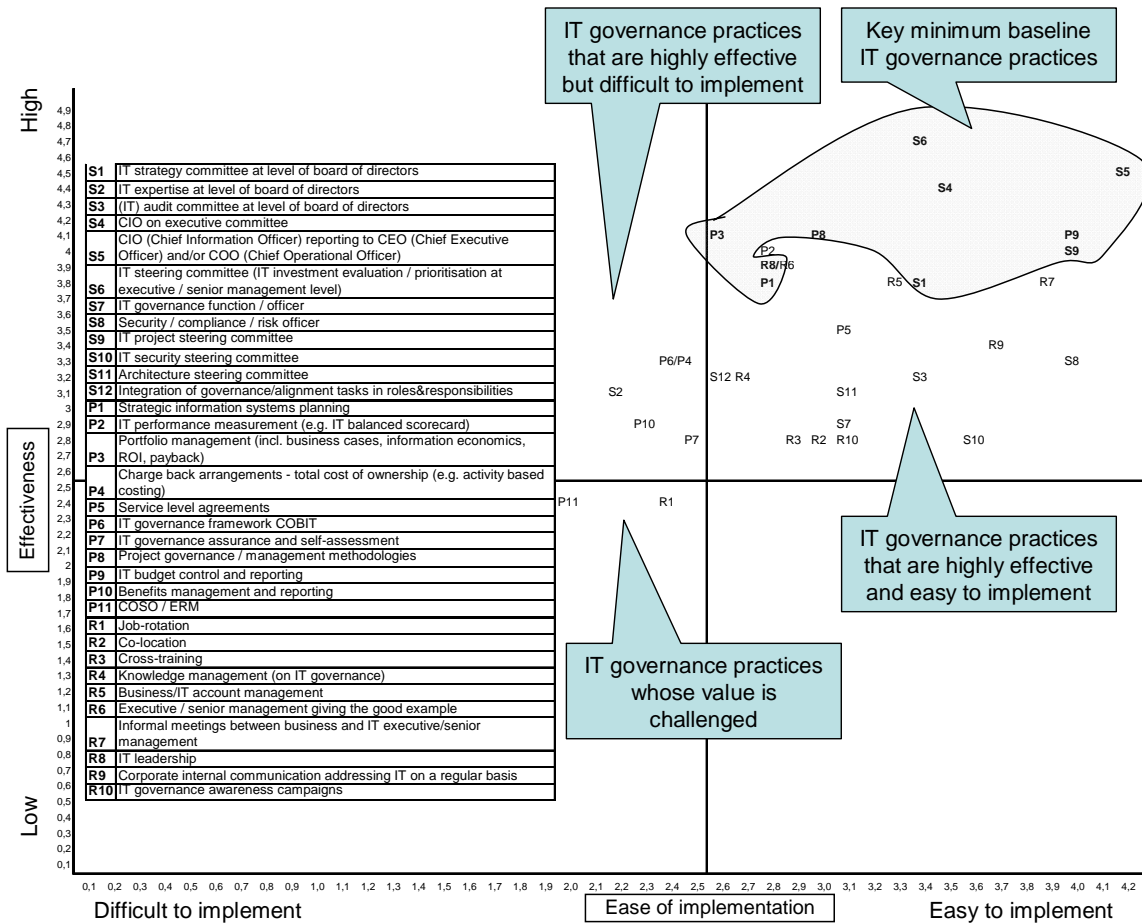 IT governance practices
that are highly effective
but difficult to implement
Key minimum baseline
IT governance practices
High
4,9
4,8
4,7
4,6
4,5
4,4
4,3
4,2
4,1
4
3,9
3,8
3,7
3,6
3,5
3,4
3,3
3,2
3,1
3
2,9
2,8
2,7
2,6
2,5
2,4
2,3
2,2
2,1
2
1,9
1,8
1,7
1,6
1,5
1,4
1,3
1,2
1,1
1
0,9
0,8
0,7
0,6
0,5
0,4
0,3
0,2
0,1
Effectiveness
Low
S1 IT strategy committee at level of board of directors
S2 IT expertise at level of board of directors
S3 (IT) audit committee at level of board of directors
S4 CIO on executive committee
CIO (Chief Information Officer) reporting to CEO (Chief Executive
S5 Officer) and/or COO (Chief Operational Officer)
IT steering committee (IT investment evaluation / prioritisation at
S6 executive / senior management level)
S7 IT governance function / officer
S8 Security / compliance / risk officer
S9 IT project steering committee
S10 IT security steering committee
S11 Architecture steering committee
S12 Integration of governance/alignment tasks in roles&responsibilities
P1 Strategic information systems planning
P2 IT performance measurement (e.g. IT balanced scorecard)
Portfolio management (incl. business cases, information economics,
P3 ROI, payback)
Charge back arrangements - total cost of ownership (e.g. activity based
P4 costing)
P5 Service level agreements
P6 IT governance framework COBIT
P7 IT governance assurance and self-assessment
P8 Project governance / management methodologies
P9 IT budget control and reporting
P10 Benefits management and reporting
P11 COSO / ERM
R1 Job-rotation
R2 Co-location
R3 Cross-training
R4 Knowledge management (on IT governance)
R5 Business/IT account management
R6 Executive / senior management giving the good example
Informal meetings between business and IT executive/senior
R7 management
R8 IT leadership
R9 Corporate internal communication addressing IT on a regular basis
R10 IT governance awareness campaigns
S6
S5
S4
P3 P8 P9
P2 S9
R8/R6
P1 R5 S1 R7
P5
R9
P6/P4 S8
S12 R4 S3
S2 S11
P10 S7
P7 R3 R2 R10 S10
P11 R1
IT governance practices
that are highly effective
and easy to implement
IT governance practices
whose value is
challenged
0,1 0,2 0,3 0,4 0,5 0,6 0,7 0,8 0,9 1,0 1,1 1,2 1,3 1,4 1,5 1,6 1,7 1,8 1,9 2,0 2,1 2,2 2,3 2,4 2,5 2,6 2,7 2,8 2,9 3,0 3,1 3,2 3,3 3,4 3,5 3,6 3,7 3,8 3,9 4,0 4,1 4,2
Difficult to implement Ease of implementation Easy to implement